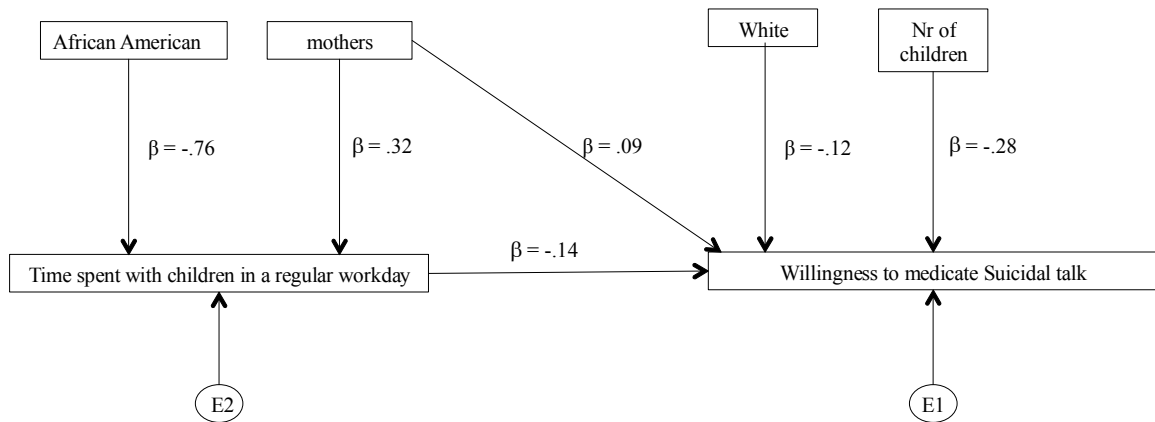 African American
mothers
White
Nr of
children
β = -.76
β = .32
β = .09
β = -.12
β = -.28
β = -.14
Time spent with children in a regular workday
Willingness to medicate Suicidal talk
E2
E1